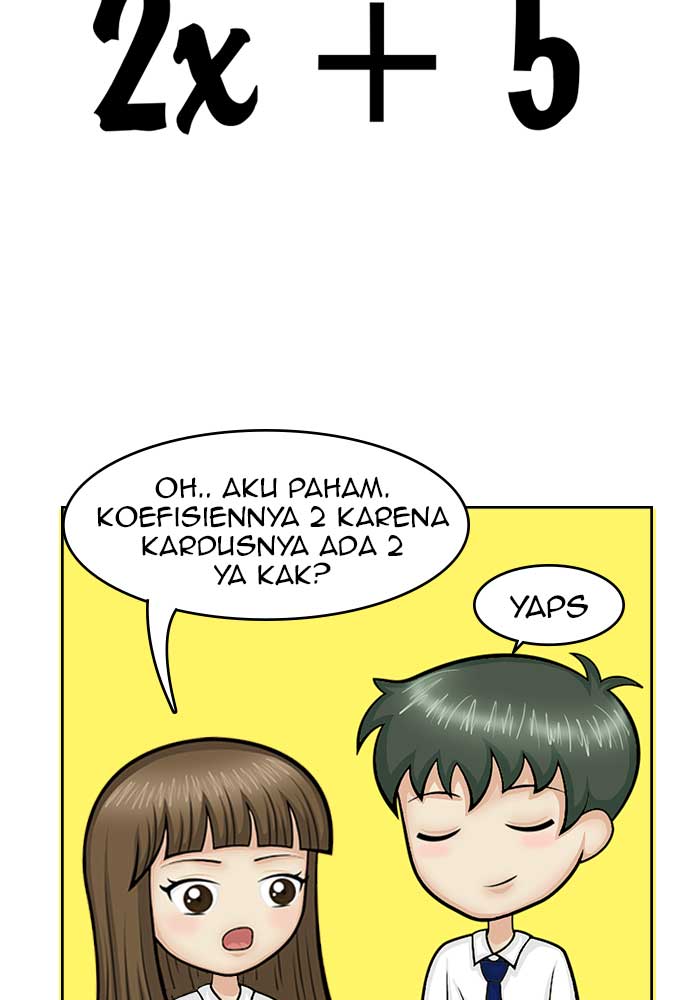 2x + 5
OH.. AKU PAHAM.
KOEFISIENNYA 2 KARENA
KARDUSNYA ADA 2
YA KAK?
YAPS